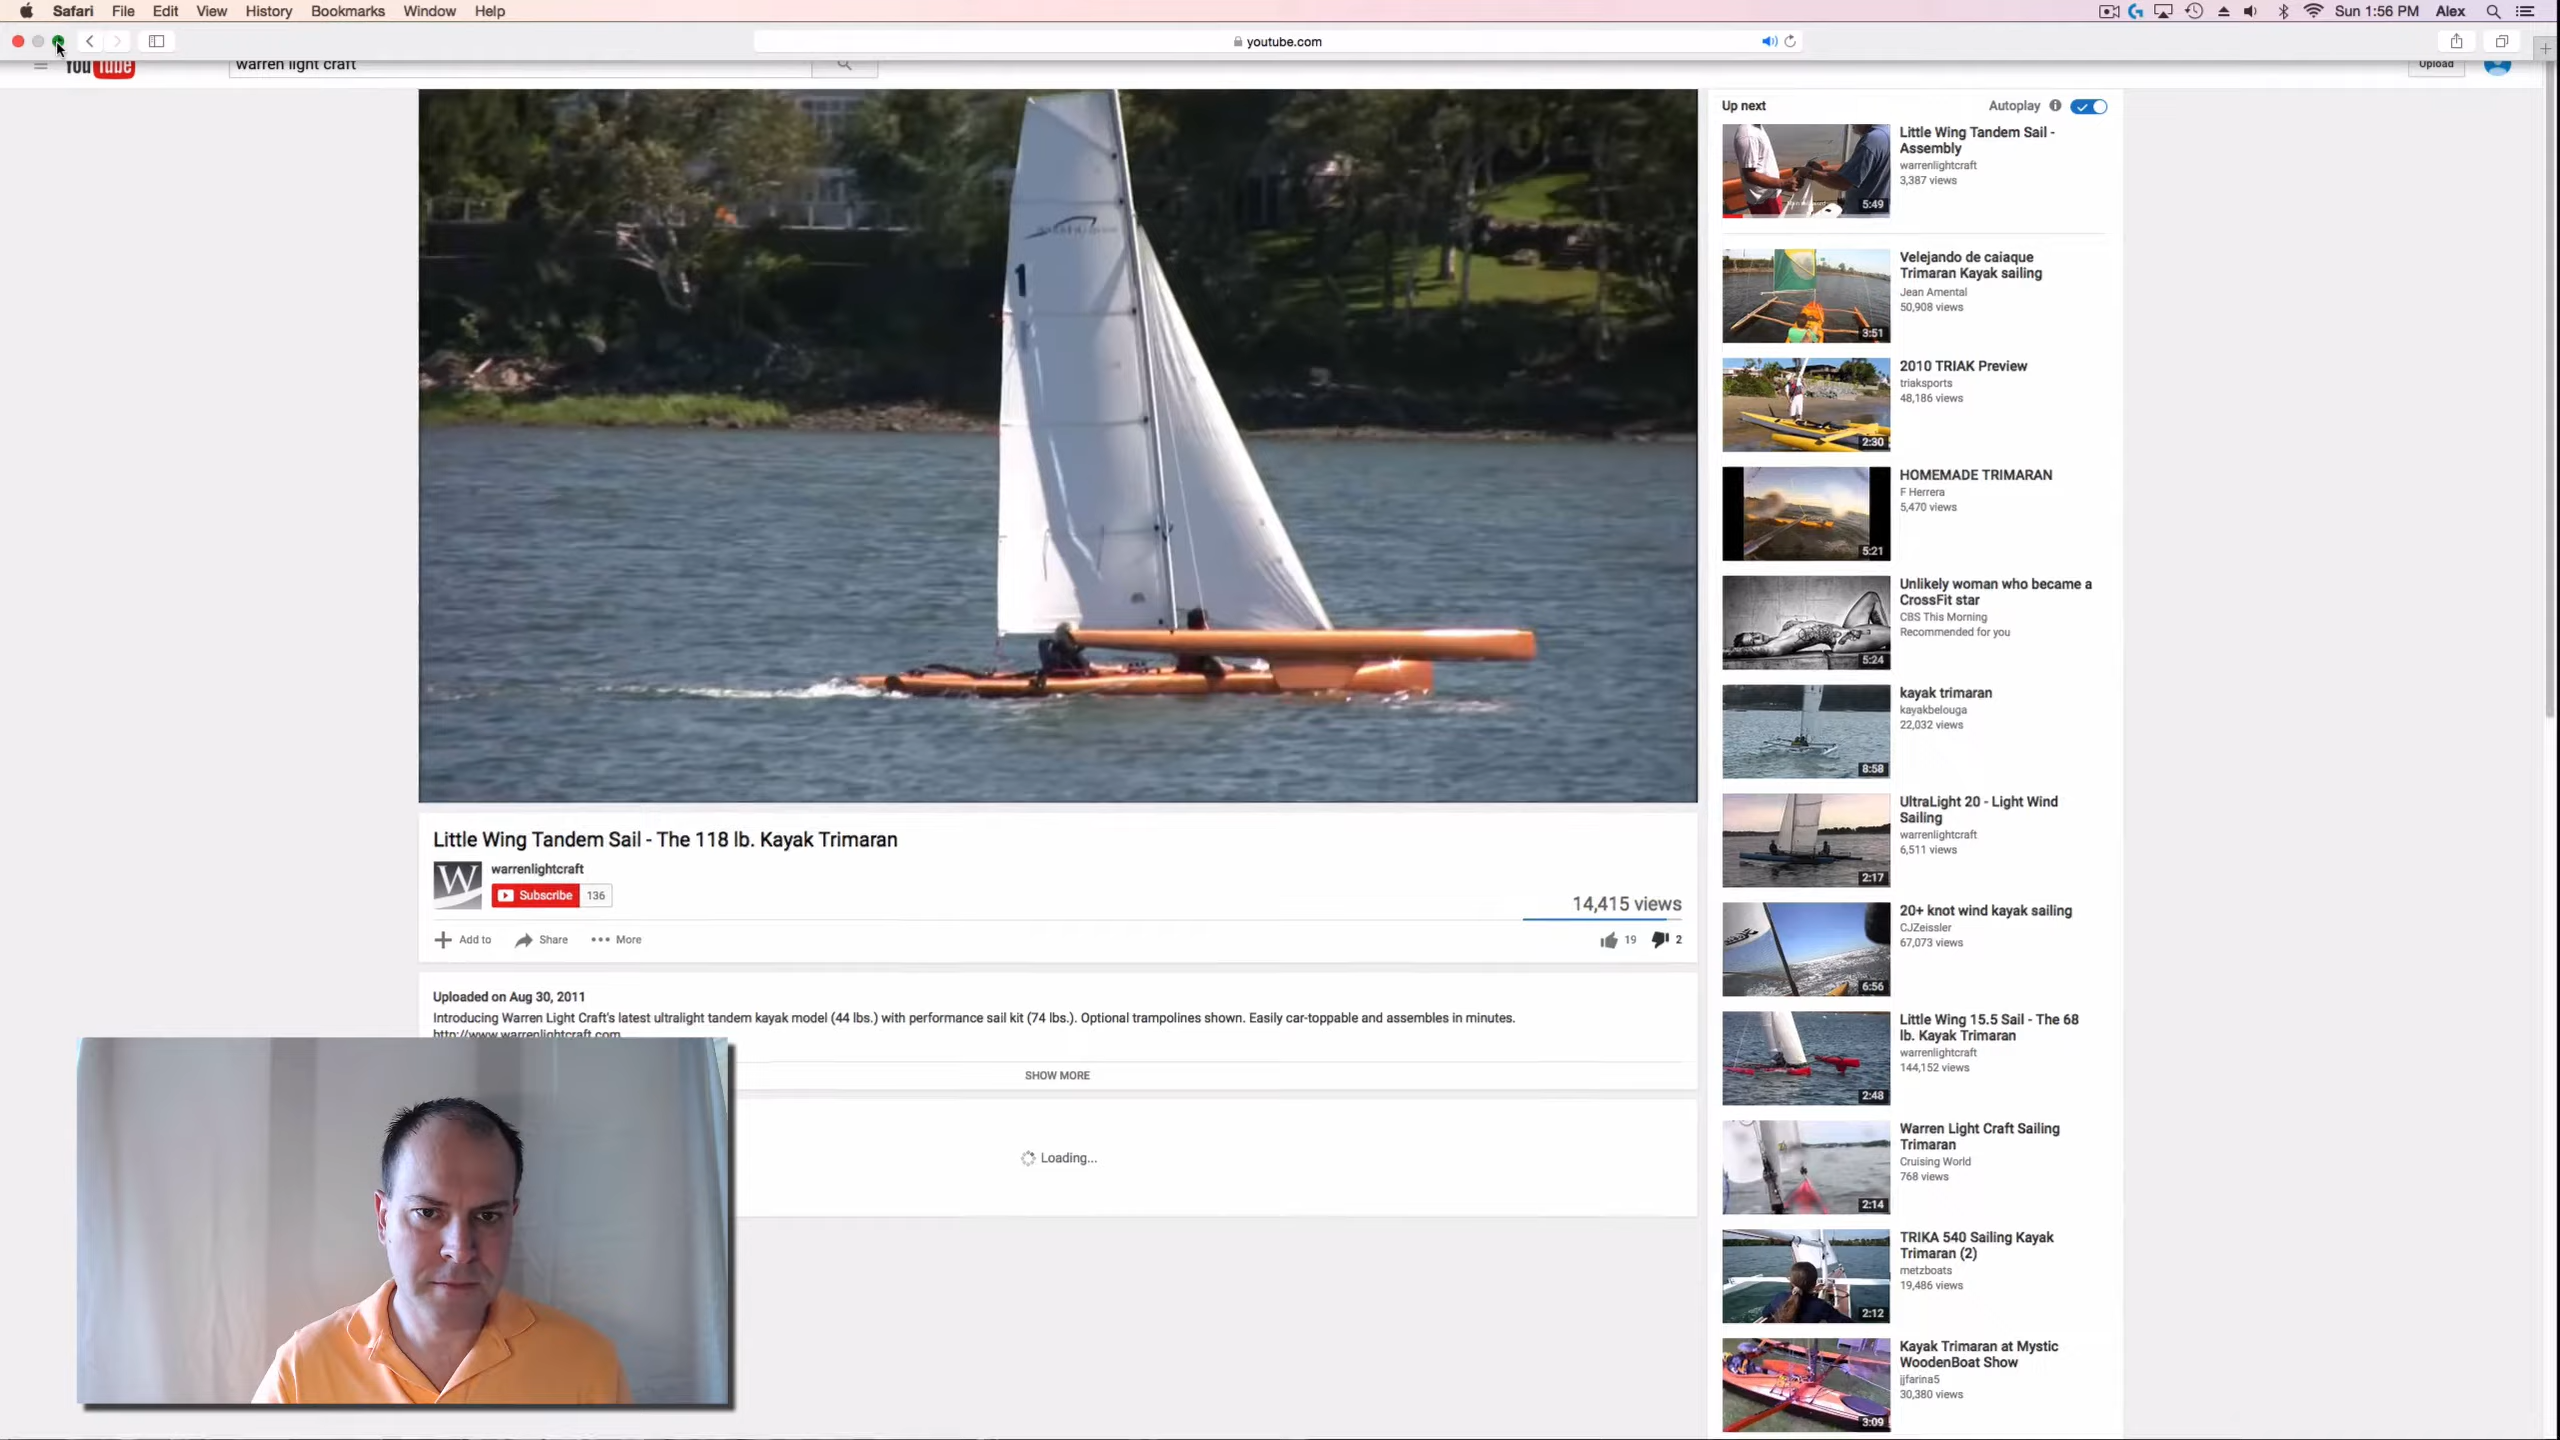 Safari File Edit View History Bookmarks Window Help
Sun 1:56 PM Alex
youtube.com
YouTube
warren light craft
Upload
1
Little Wing Tandem Sail - The 118 lb. Kayak Trimaran
W
warrenlightcraft
Subscribe 136
14,415 views
Add to Share More
19 2
Uploaded on Aug 30, 2011
Introducing Warren Light Craft's latest ultralight tandem kayak model (44 lbs.) with performance sail kit (74 lbs.). Optional trampolines shown. Easily car-toppable and assembles in minutes.
http://www.warrenlightcraft.com
SHOW MORE
Loading...
Up next Autoplay
Little Wing Tandem Sail -
Assembly
warrenlightcraft
3,387 views
5:49
Velejando de caiaque
Trimaran Kayak sailing
Jean Amental
50,908 views
3:51
2010 TRIAK Preview
triaksports
48,186 views
2:30
HOMEMADE TRIMARAN
F Herrera
5,470 views
5:21
Unlikely woman who became a
CrossFit star
CBS This Morning
Recommended for you
5:24
kayak trimaran
kayakbelouga
22,032 views
8:58
UltraLight 20 - Light Wind
Sailing
warrenlightcraft
6,511 views
2:17
20+ knot wind kayak sailing
CJZeissler
67,073 views
6:56
Little Wing 15.5 Sail - The 68
lb. Kayak Trimaran
warrenlightcraft
144,152 views
2:48
Warren Light Craft Sailing
Trimaran
Cruising World
768 views
2:14
TRIKA 540 Sailing Kayak
Trimaran (2)
metzboats
19,486 views
2:12
Kayak Trimaran at Mystic
WoodenBoat Show
jjfarina5
30,380 views
3:09